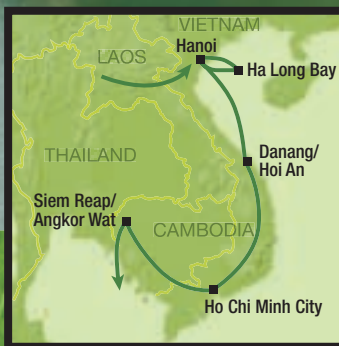 VIETNAM
Hanoi
LAOS
Ha Long Bay
THAILAND
Danang/
Hoi An
Siem Reap/
Angkor Wat
CAMBODIA
Ho Chi Minh City